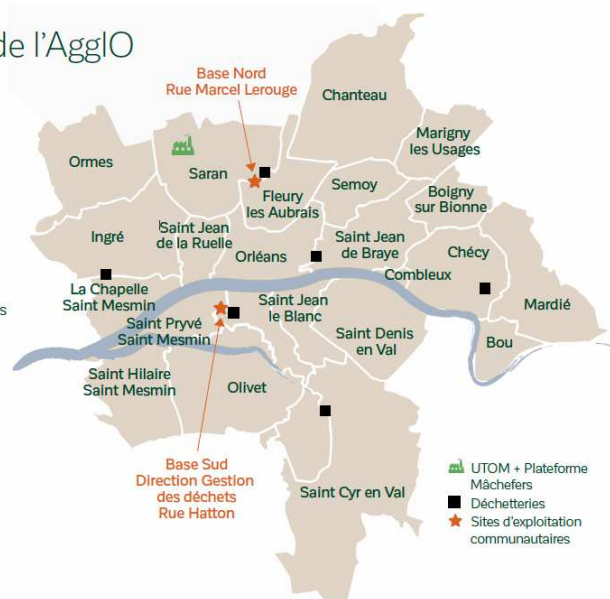 de l'AgglO
Base Nord
Rue Marcel Lerouge
Chanteau
Marigny
les Usages
Ormes
Saran
Semoy
Fleury
les Aubrais
Boigny
sur Bionne
Ingré
Saint Jean
de la Ruelle
Orléans
Saint Jean
de Braye
Chécy
Combleux
La Chapelle
Saint Mesmin
Saint Jean
le Blanc
Mardié
s
Saint Pryvé
Saint Mesmin
Saint Denis
en Val
Bou
Saint Hilaire
Saint Mesmin
Olivet
Base Sud
Direction Gestion
des déchets
Rue Hatton
Saint Cyr en Val
UTOM + Plateforme
Mâchefers
Déchetteries
Sites d'exploitation
communautaires